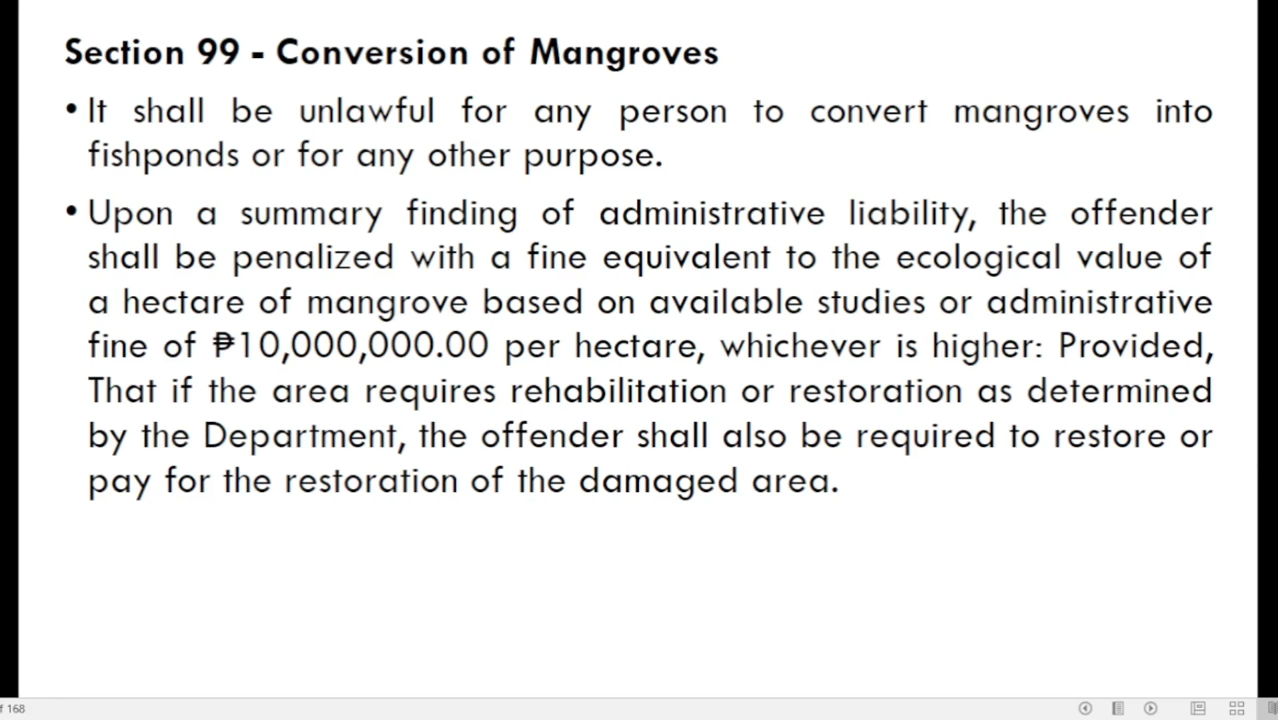 Section 99 - Conversion of Mangroves
• It shall be unlawful for any person to convert mangroves into
fishponds or for any other purpose.
• Upon a summary finding of administrative liability, the offender
shall be penalized with a fine equivalent to the ecological value of
a hectare of mangrove based on available studies or administrative
fine of ₱10,000,000.00 per hectare, whichever is higher: Provided,
That if the area requires rehabilitation or restoration as determined
by the Department, the offender shall also be required to restore or
pay for the restoration of the damaged area.
f 168